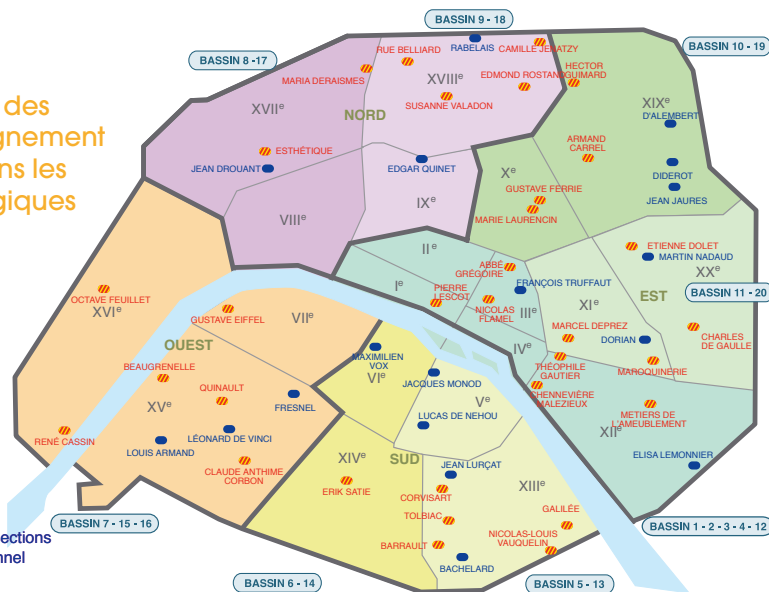 BASSIN 9 - 18
RABELAIS
CAMILLE JENATZY
RUE BELLIARD
BASSIN 8 -17
BASSIN 10 - 19
MARIA DERAISMES
XVIIIe
EDMOND ROSTAND
HECTOR
GUIMARD
XVIIe
SUSANNE VALADON
XIXe
des
NORD
D'ALEMBERT
gnement
ESTHÉTIQUE
ARMAND
CARREL
ns les
JEAN DROUANT
EDGAR QUINET
Xe
DIDEROT
giques
GUSTAVE FERRIE
JEAN JAURES
IXe
MARIE LAURENCIN
VIIIe
IIe
ETIENNE DOLET
MARTIN NADAUD
ABBÉ
GRÉGOIRE
XXe
Ie
FRANÇOIS TRUFFAUT
OCTAVE FEUILLET
PIERRE
LESCOT
EST
BASSIN 11 - 20
XVIe
NICOLAS
FLAMEL
IIIe
XIe
GUSTAVE EIFFEL
VIIe
MARCEL DEPREZ
CHARLES
DE GAULLE
OUEST
IVe
DORIAN
MAXIMILIEN
VOX
THÉOPHILE
GAUTIER
MAROQUINERIE
BEAUGRENELLE
VIe
JACQUES MONOD
QUINAULT
CHENNEVIÈRE
MALEZIEUX
FRESNEL
Ve
METIERS DE
L'AMEUBLEMENT
XVe
LUCAS DE NEHOU
XIIe
RENÉ CASSIN
LÉONARD DE VINCI
LOUIS ARMAND
XIVe
SUD
JEAN LURÇAT
ELISA LEMONNIER
CLAUDE ANTHIME
CORBON
ERIK SATIE
XIIIe
CORVISART
GALILÉE
TOLBIAC
BASSIN 7 - 15 - 16
BASSIN 1 - 2 - 3 - 4 - 12
NICOLAS-LOUIS
VAUQUELIN
ections
BARRAULT
nnel
BACHELARD
BASSIN 6 - 14
BASSIN 5 - 13